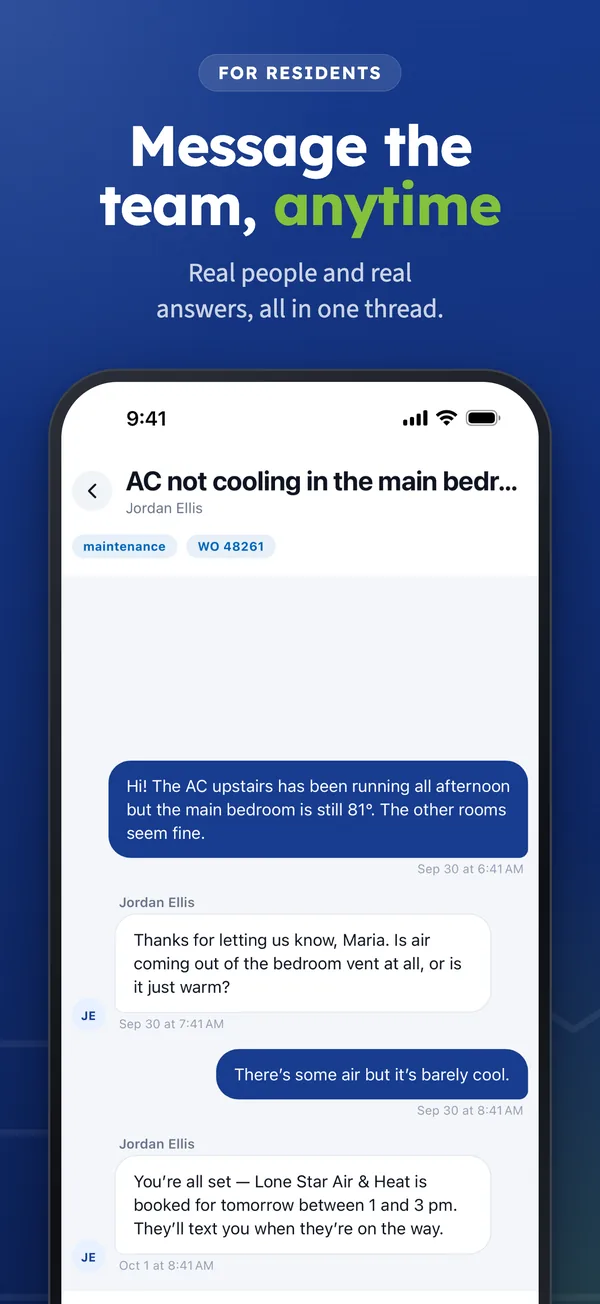 FOR RESIDENTS
Message the
team, anytime
Real people and real
answers, all in one thread.
9:41
AC not cooling in the main bedr...
Jordan Ellis
maintenance
WO 48261
Hi! The AC upstairs has been running all afternoon
but the main bedroom is still 81°. The other rooms
seem fine.
Sep 30 at 6:41 AM
Jordan Ellis
Thanks for letting us know, Maria. Is air
coming out of the bedroom vent at all, or is
it just warm?
JE
Sep 30 at 7:41 AM
There’s some air but it’s barely cool.
Sep 30 at 8:41 AM
Jordan Ellis
You’re all set — Lone Star Air & Heat is
booked for tomorrow between 1 and 3 pm.
They’ll text you when they’re on the way.
JE
Oct 1 at 8:41 AM